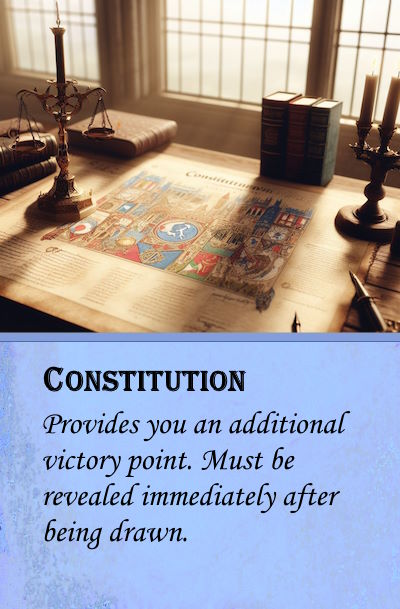 Constitution
Provides you an additional
victory point. Must be
revealed immediately after
being drawn.